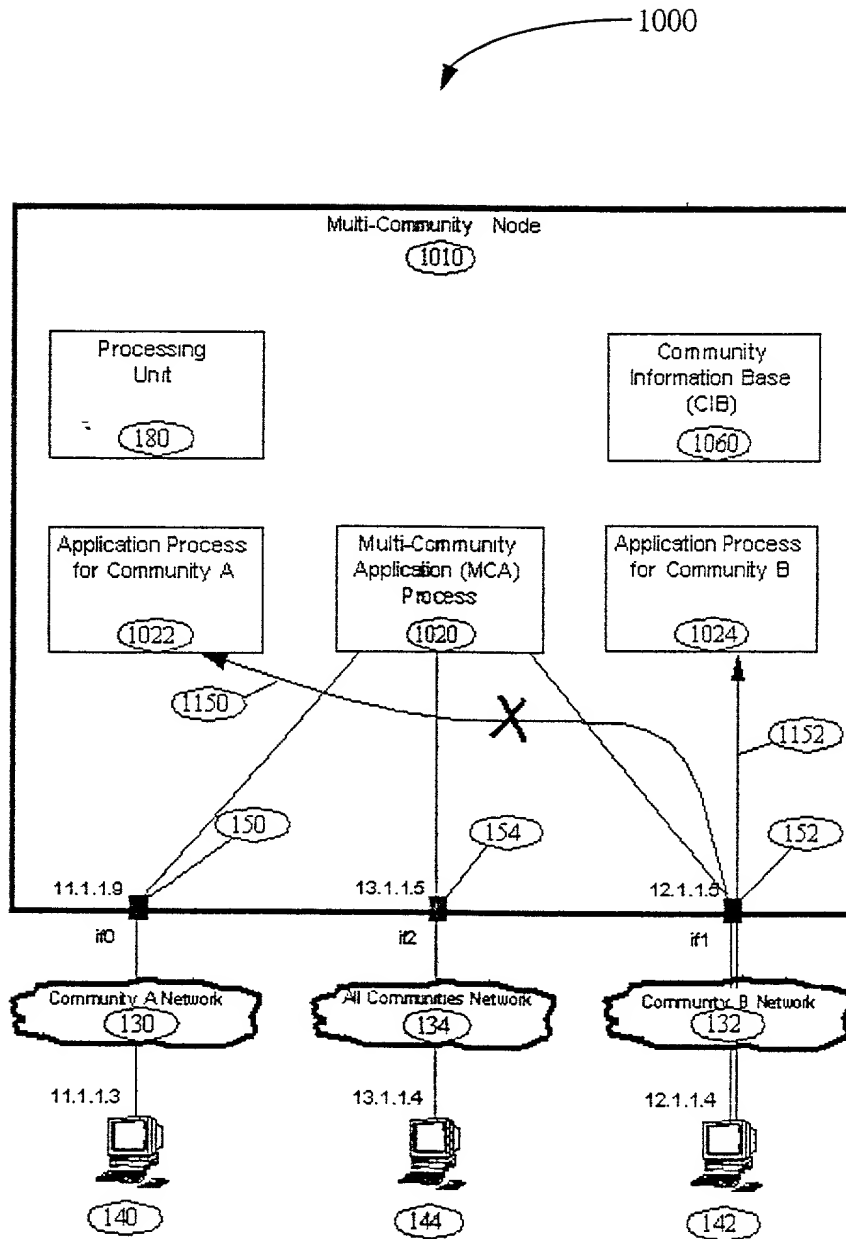 1000
Multi-Community Node
1010
Processing
Unit
180
Community
Information Base
(CIB)
1060
Application Process
for Community A
1022
Multi-Community
Application (MCA)
Process
1020
Application Process
for Community B
1024
1150
1152
150
154
152
11.1.1.9
13.1.1.5
12.1.1.5
if0
if2
if1
Community A Network
130
All Communities Network
134
Community B Network
132
11.1.1.3
13.1.1.4
12.1.1.4
140
144
142